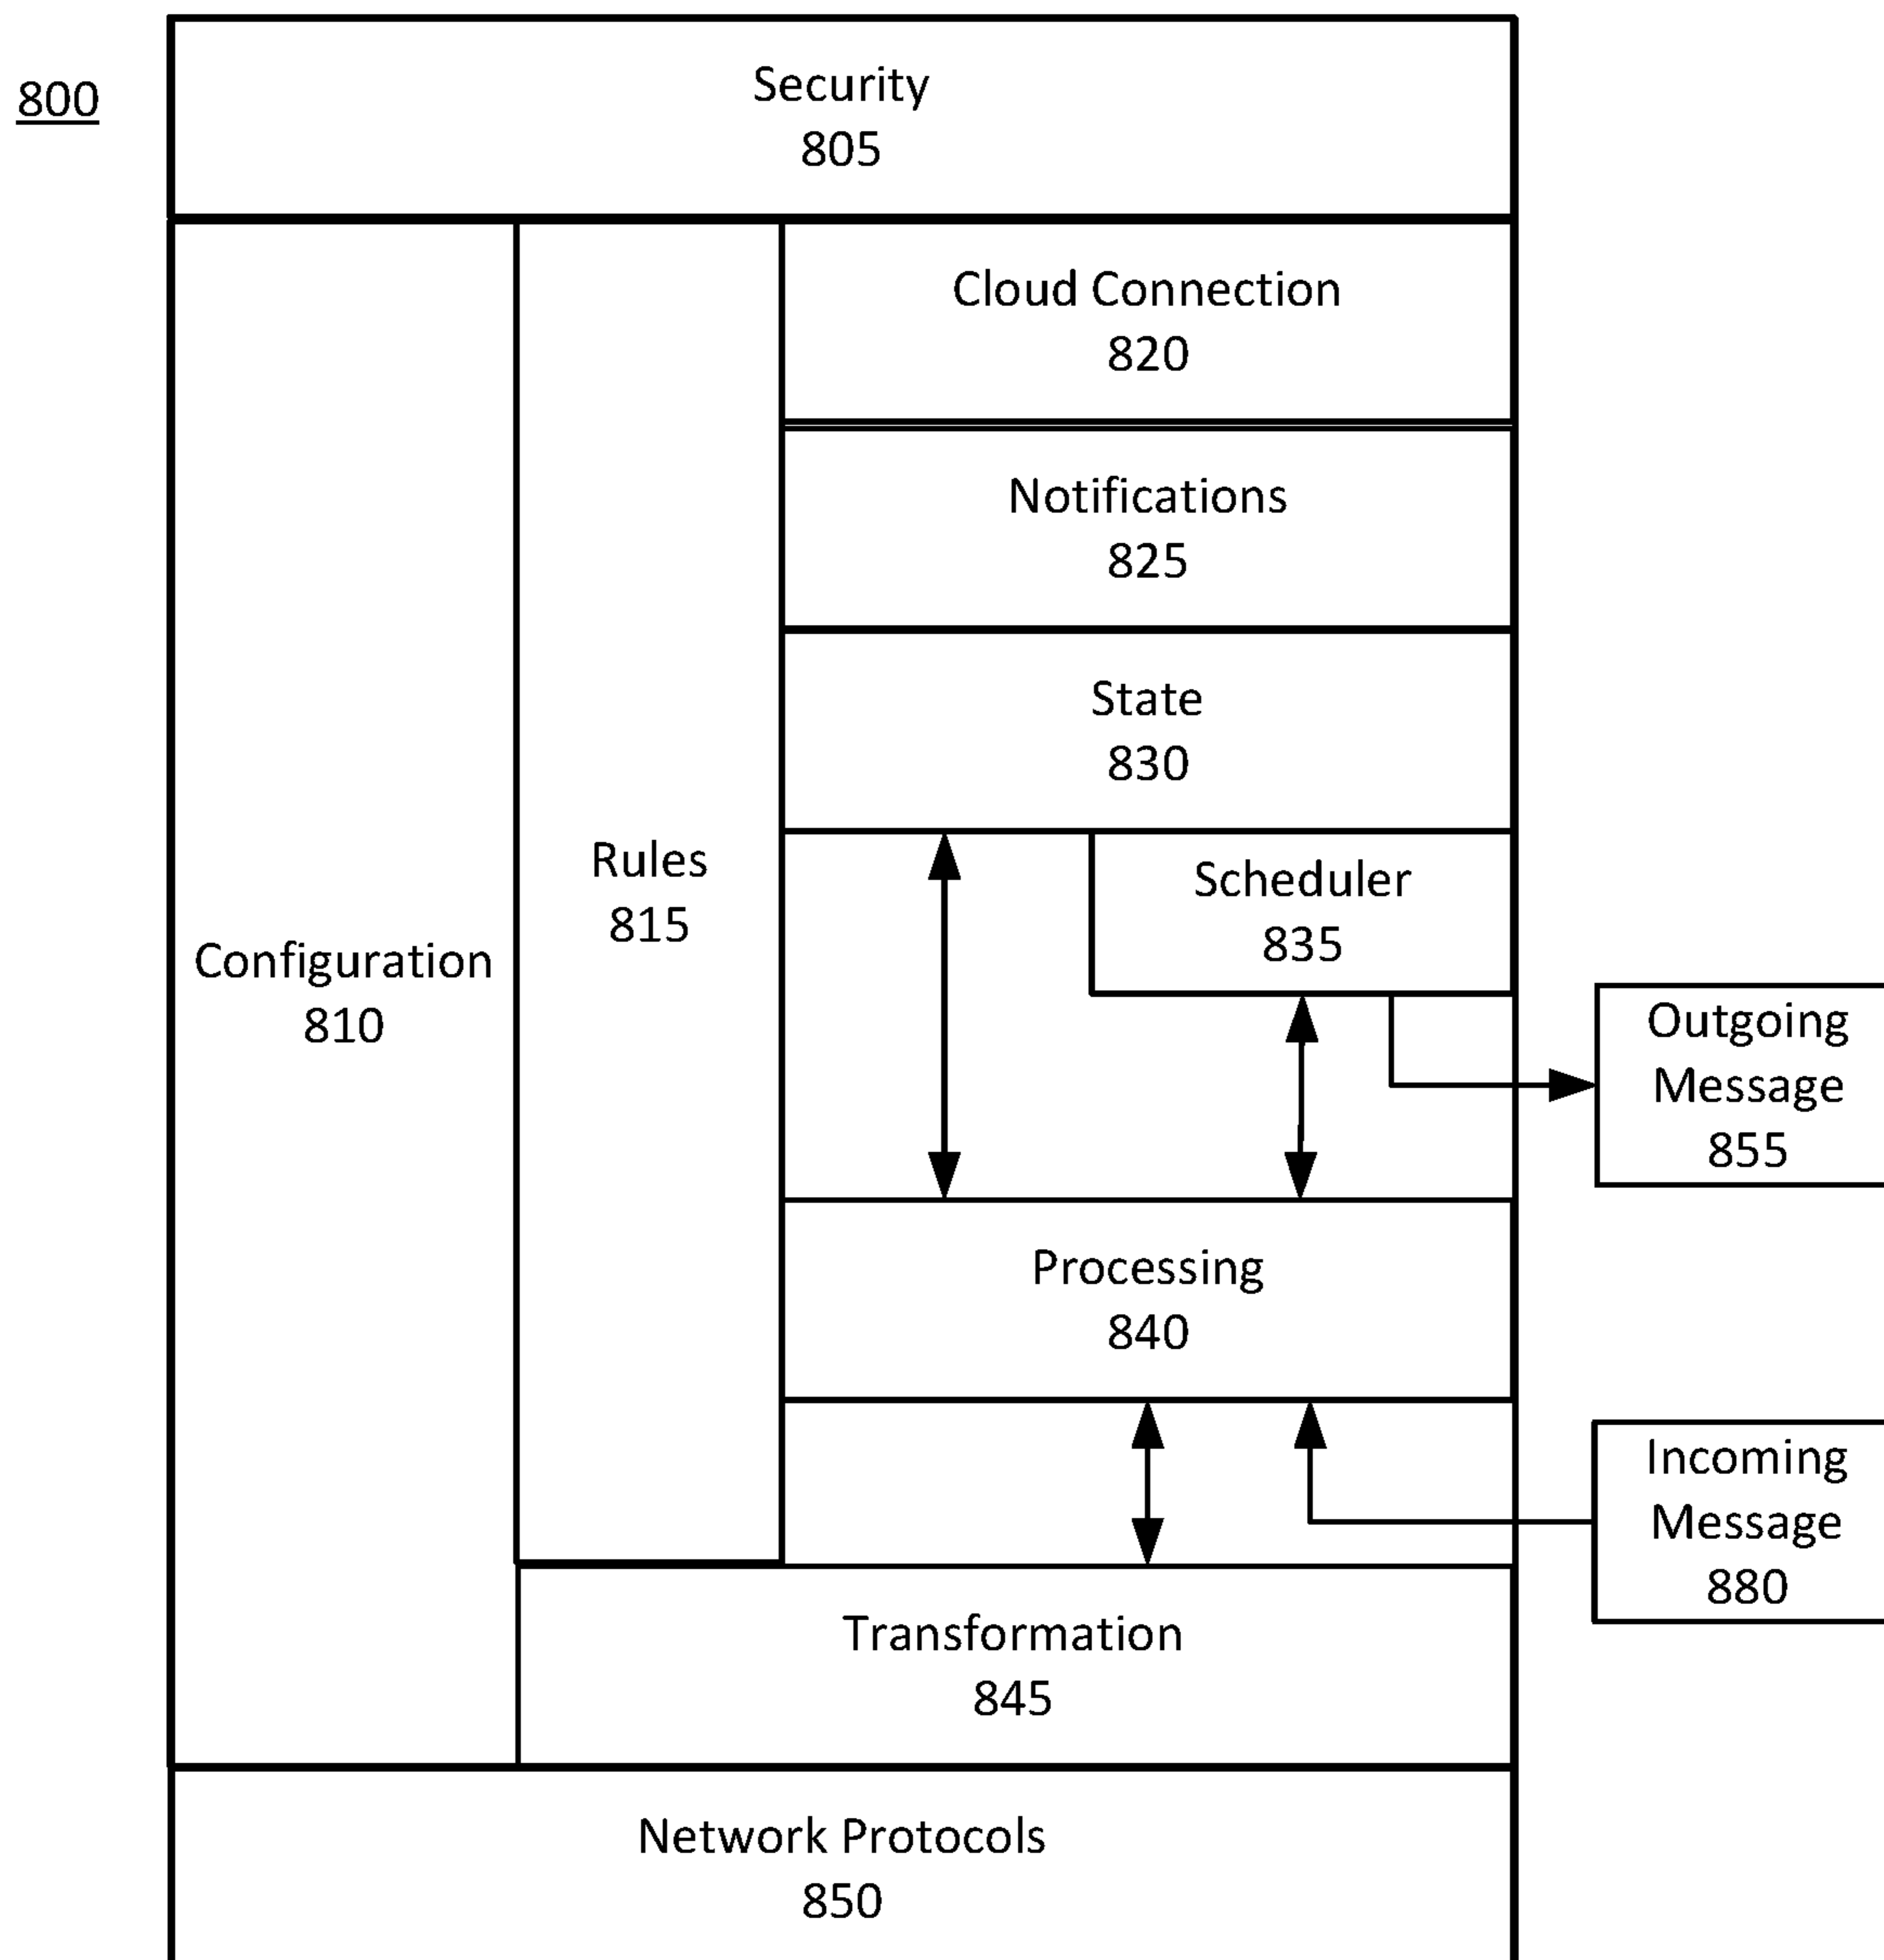 800
Security
805
Cloud Connection
820
Notifications
825
State
830
Rules
815
Scheduler
835
Configuration
810
Outgoing
Message
855
Processing
840
Incoming
Message
880
Transformation
845
Network Protocols
850